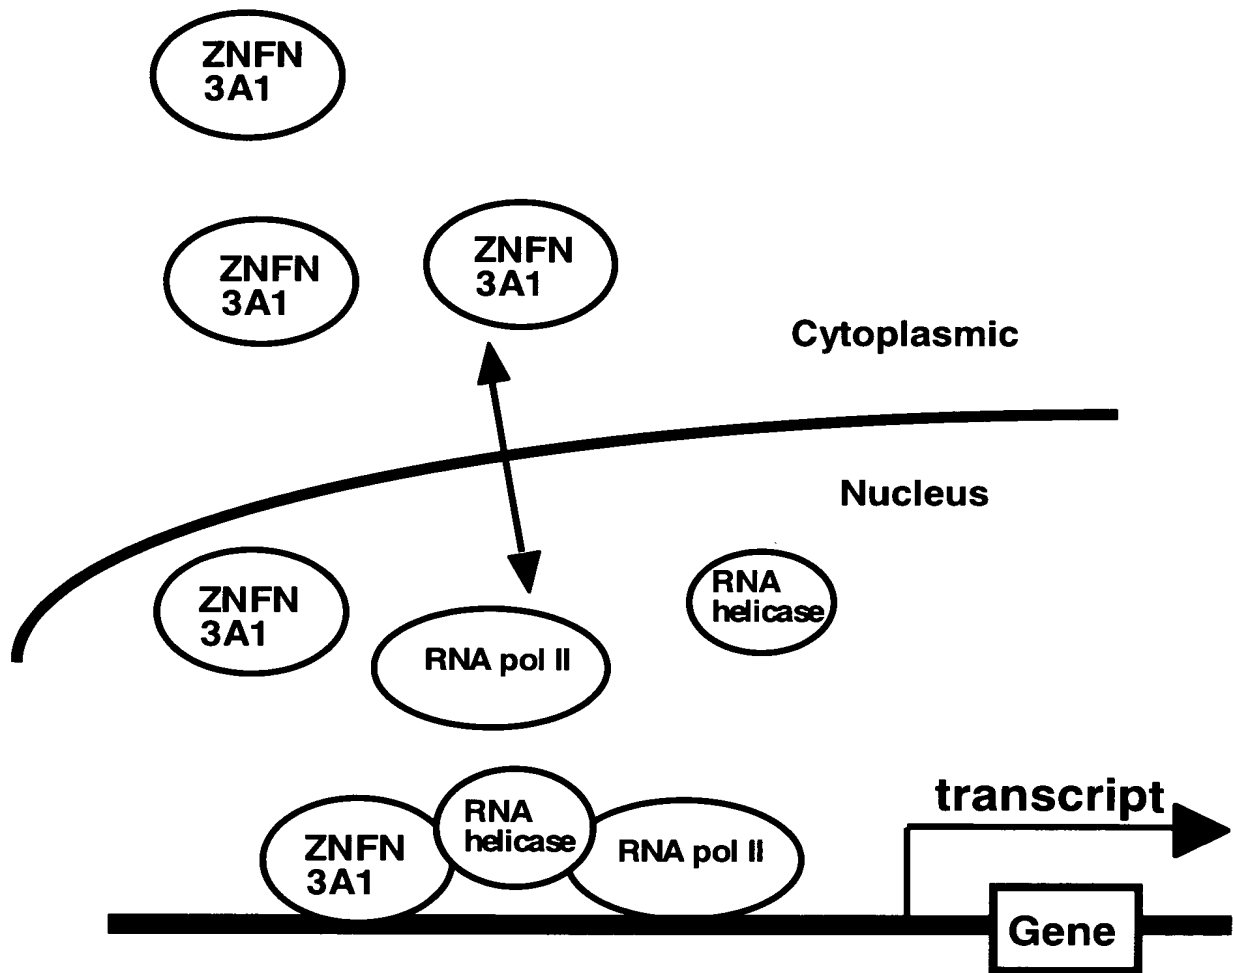 ZNFN
3A1
ZNFN
3A1
ZNFN
3A1
Cytoplasmic
Nucleus
ZNFN
3A1
RNA pol II
RNA
helicase
ZNFN
3A1
RNA
helicase
RNA pol II
transcript
Gene